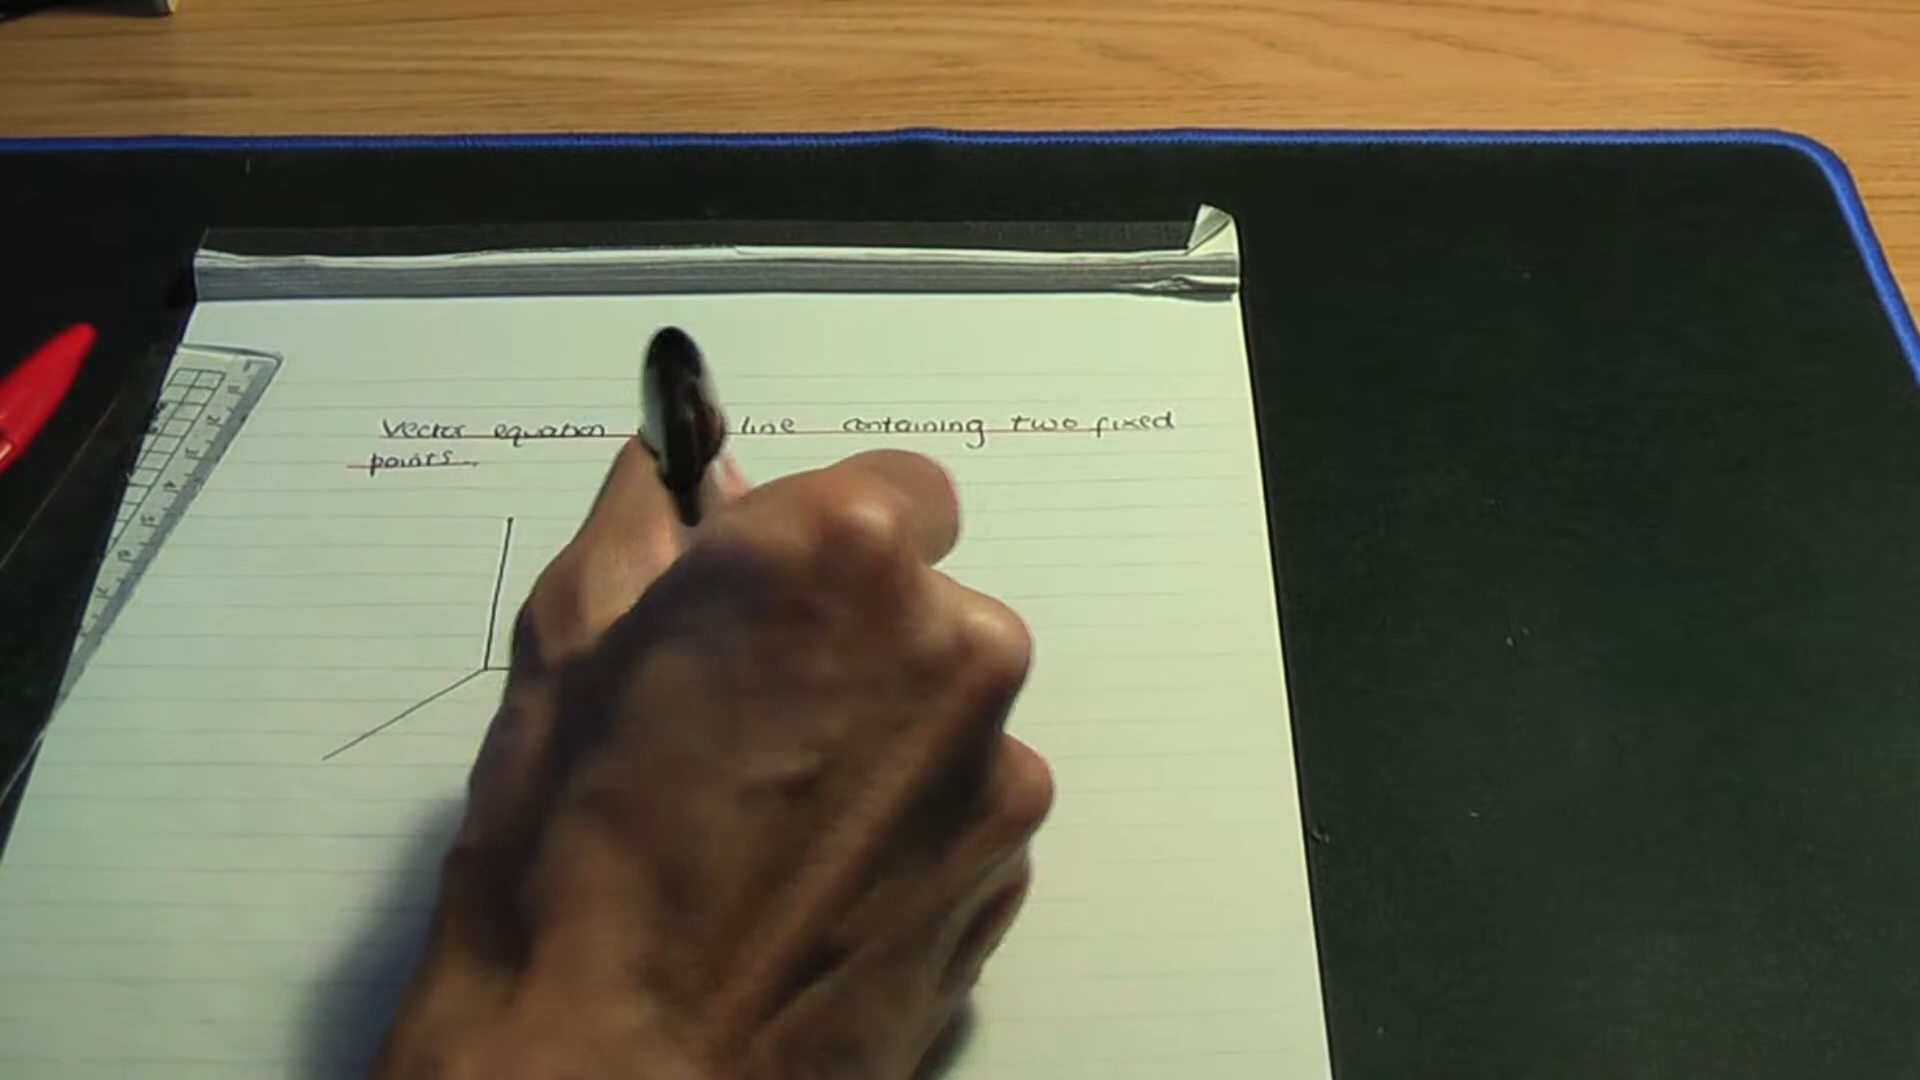 Vector equation line containing two fixed
points.